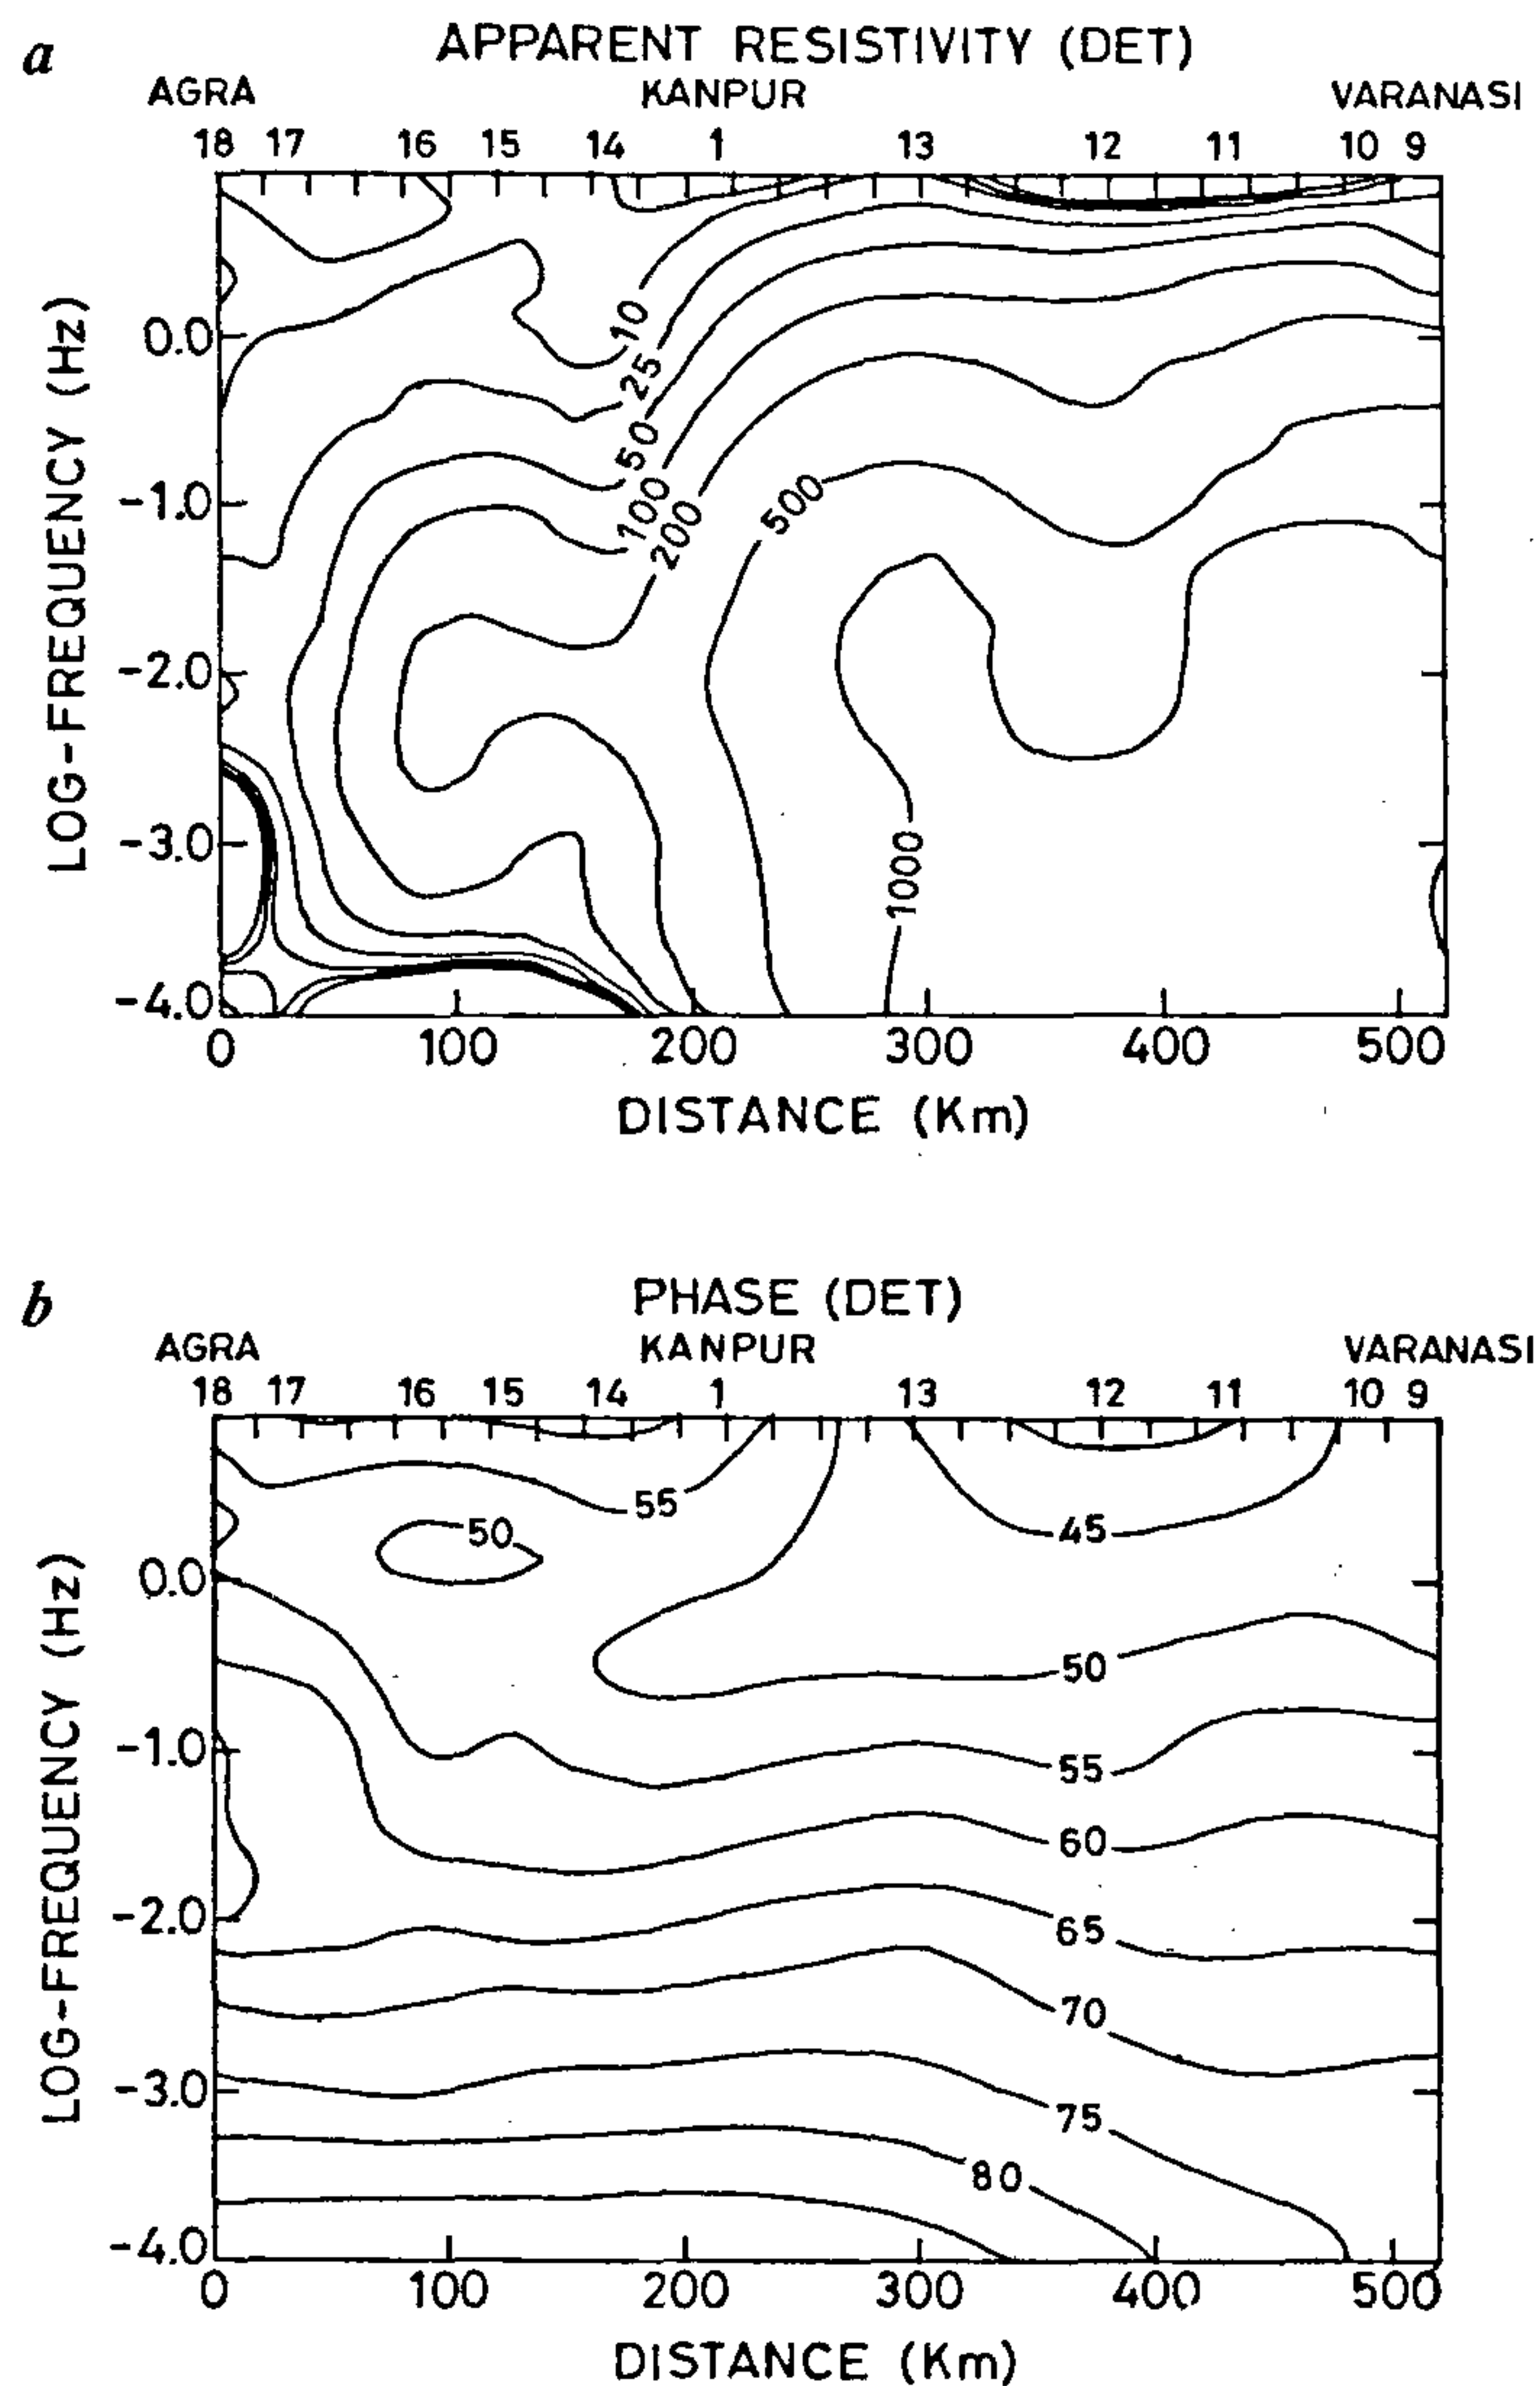 a
APPARENT RESISTIVITY (DET)
AGRA KANPUR VARANASI
18 17 16 15 14 1 13 12 11 10 9
LOG-FREQUENCY (Hz)
0.0
-1.0
-2.0
-3.0
-4.0
10
25
50
100
200
500
1000
0 100 200 300 400 500
DISTANCE (Km)
b
PHASE (DET)
AGRA KANPUR VARANASI
18 17 16 15 14 1 13 12 11 10 9
LOG-FREQUENCY (Hz)
0.0
-1.0
-2.0
-3.0
-4.0
55
50
45
50
55
60
65
70
75
80
0 100 200 300 400 500
DISTANCE (Km)